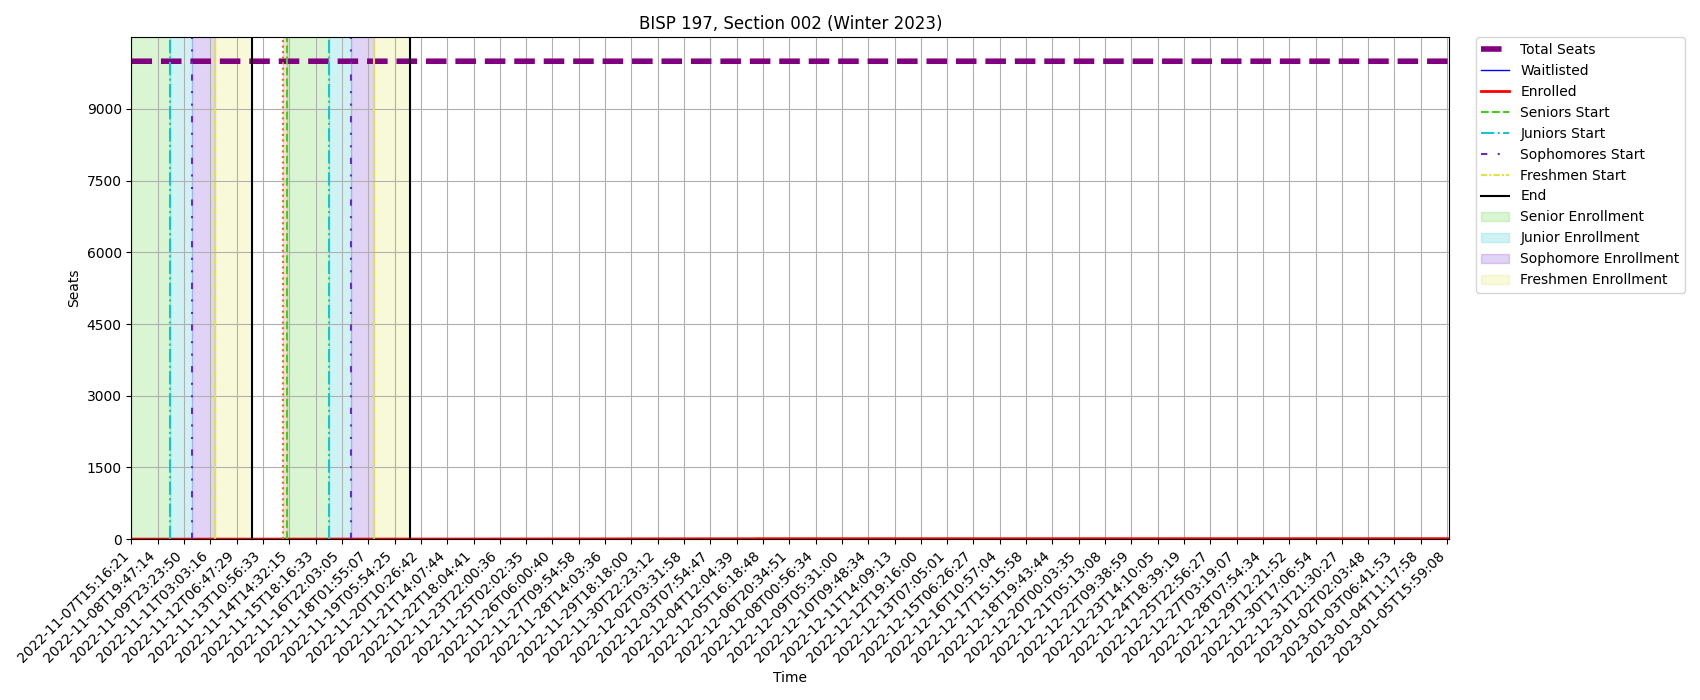 BISP 197, Section 002 (Winter 2023)
Total Seats
Waitlisted
Enrolled
Seniors Start
Juniors Start
Sophomores Start
Freshmen Start
End
Senior Enrollment
Junior Enrollment
Sophomore Enrollment
Freshmen Enrollment
Seats
9000
7500
6000
4500
3000
1500
0
2022-11-07T15:16:21
2022-11-08T19:47:14
2022-11-09T23:23:50
2022-11-11T03:03:16
2022-11-12T06:47:29
2022-11-13T10:56:33
2022-11-14T14:32:15
2022-11-15T18:16:33
2022-11-16T22:03:05
2022-11-18T01:55:07
2022-11-19T05:54:25
2022-11-20T10:26:42
2022-11-21T14:07:44
2022-11-22T18:04:41
2022-11-23T22:00:36
2022-11-25T02:02:35
2022-11-26T06:00:40
2022-11-27T09:54:58
2022-11-28T14:03:36
2022-11-29T18:18:00
2022-11-30T22:23:12
2022-12-02T03:31:58
2022-12-03T07:54:47
2022-12-04T12:04:39
2022-12-05T16:18:48
2022-12-06T20:34:51
2022-12-08T00:56:34
2022-12-09T05:31:00
2022-12-10T09:48:34
2022-12-11T14:09:13
2022-12-12T19:16:00
2022-12-13T07:05:01
2022-12-15T06:26:27
2022-12-16T10:57:04
2022-12-17T15:15:58
2022-12-18T19:43:44
2022-12-20T00:03:35
2022-12-21T05:13:08
2022-12-22T09:38:59
2022-12-23T14:10:05
2022-12-24T18:39:19
2022-12-25T22:56:27
2022-12-27T03:19:07
2022-12-28T07:54:34
2022-12-29T12:21:52
2022-12-30T17:06:54
2022-12-31T21:30:27
2023-01-02T02:03:48
2023-01-03T06:41:53
2023-01-04T11:17:58
2023-01-05T15:59:08
Time